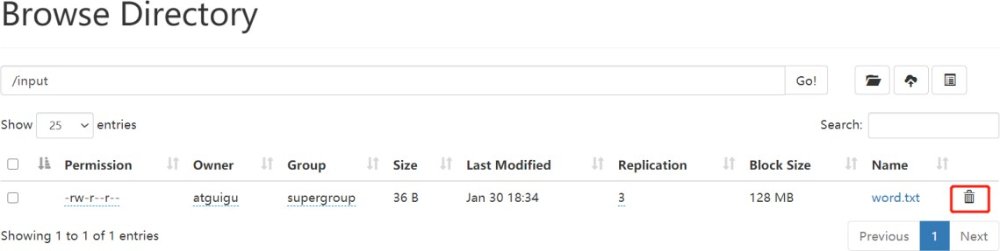 Browse Directory
/input Go!
Show 25 entries Search:
Permission Owner Group Size Last Modified Replication Block Size Name
-rw-r--r-- atguigu supergroup 36 B Jan 30 18:34 3 128 MB word.txt
Showing 1 to 1 of 1 entries Previous 1 Next